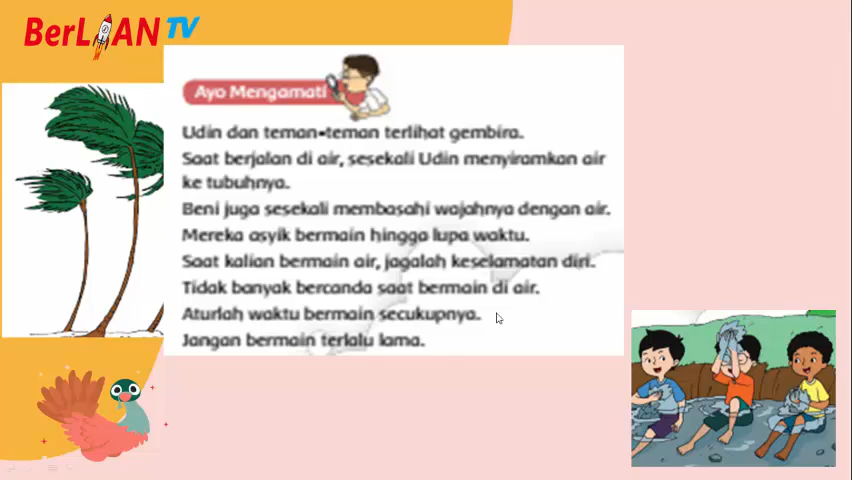 BerLIAN TV
Ayo Mengamati
Udin dan teman-teman terlihat gembira.
Saat berjalan di air, sesekali Udin menyiramkan air
ke tubuhnya.
Beni juga sesekali membasahi wajahnya dengan air.
Mereka asyik bermain hingga lupa waktu.
Saat kalian bermain air, jagalah keselamatan diri.
Tidak banyak bercanda saat bermain di air.
Aturlah waktu bermain secukupnya.
Jangan bermain terlalu lama.